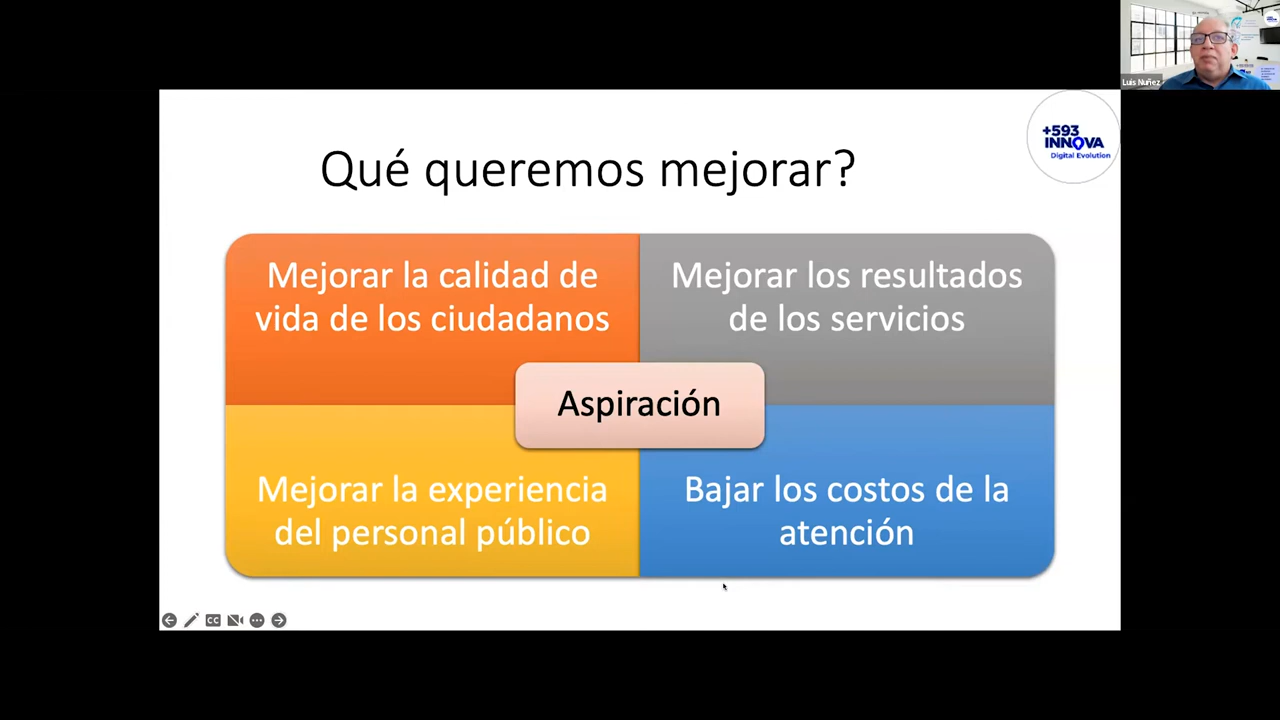 Luis Nuñez
+593
INNOVA
Digital Evolution
Qué queremos mejorar?
Mejorar la calidad de
vida de los ciudadanos
Mejorar los resultados
de los servicios
Aspiración
Mejorar la experiencia
del personal público
Bajar los costos de la
atención
CC